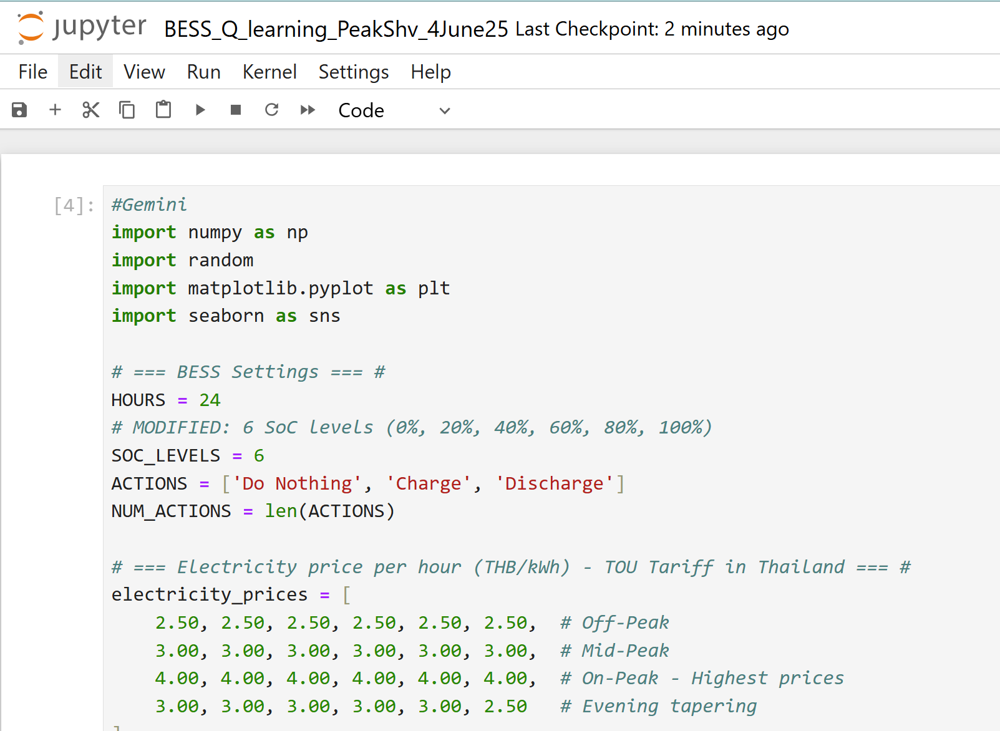 jupyter BESS_Q_learning_PeakShv_4June25 Last Checkpoint: 2 minutes ago
File Edit View Run Kernel Settings Help
Code
[4]: #Gemini
import numpy as np
import random
import matplotlib.pyplot as plt
import seaborn as sns
# === BESS Settings === #
HOURS = 24
# MODIFIED: 6 SoC levels (0%, 20%, 40%, 60%, 80%, 100%)
SOC_LEVELS = 6
ACTIONS = ['Do Nothing', 'Charge', 'Discharge']
NUM_ACTIONS = len(ACTIONS)
# === Electricity price per hour (THB/kWh) - TOU Tariff in Thailand === #
electricity_prices = [
2.50, 2.50, 2.50, 2.50, 2.50, 2.50, # Off-Peak
3.00, 3.00, 3.00, 3.00, 3.00, 3.00, # Mid-Peak
4.00, 4.00, 4.00, 4.00, 4.00, 4.00, # On-Peak - Highest prices
3.00, 3.00, 3.00, 3.00, 3.00, 2.50 # Evening tapering
]